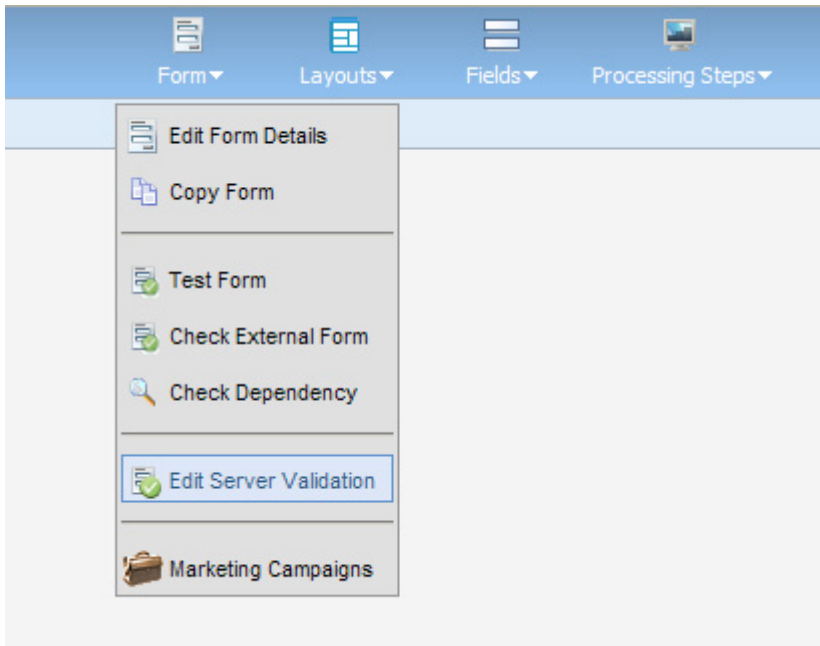 Form Layouts Fields Processing Steps
Edit Form Details
Copy Form
Test Form
Check External Form
Check Dependency
Edit Server Validation
Marketing Campaigns